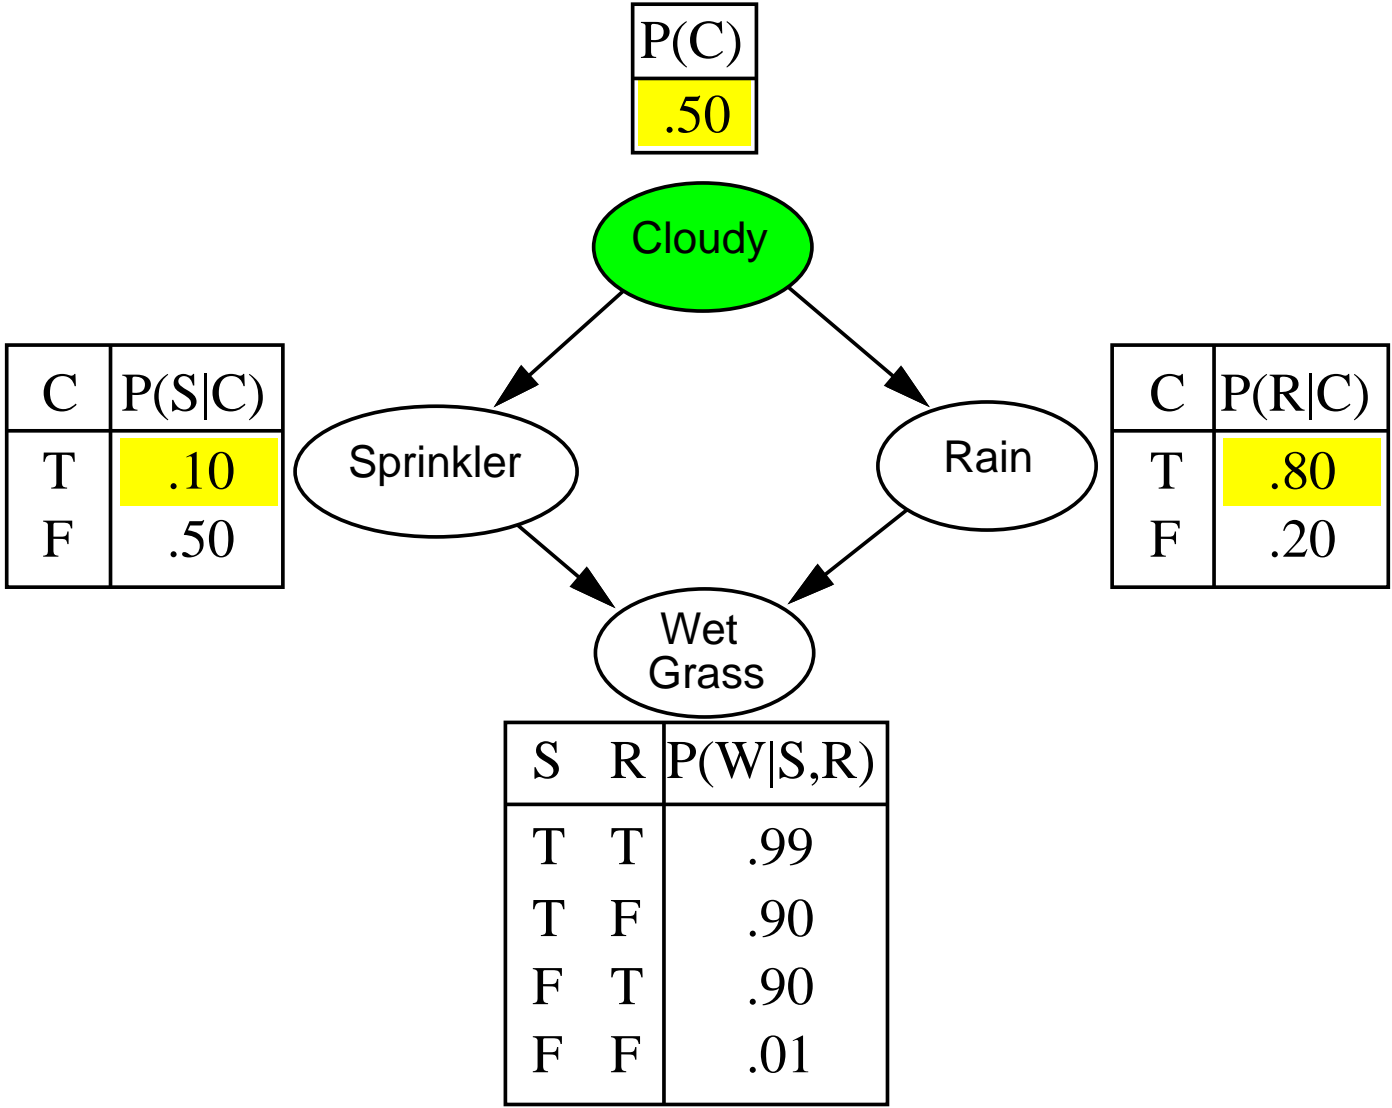 P(C)
.50
Cloudy
C P(S|C)
T .10
F .50
Sprinkler
Rain
C P(R|C)
T .80
F .20
Wet
Grass
S R P(W|S,R)
T T .99
T F .90
F T .90
F F .01